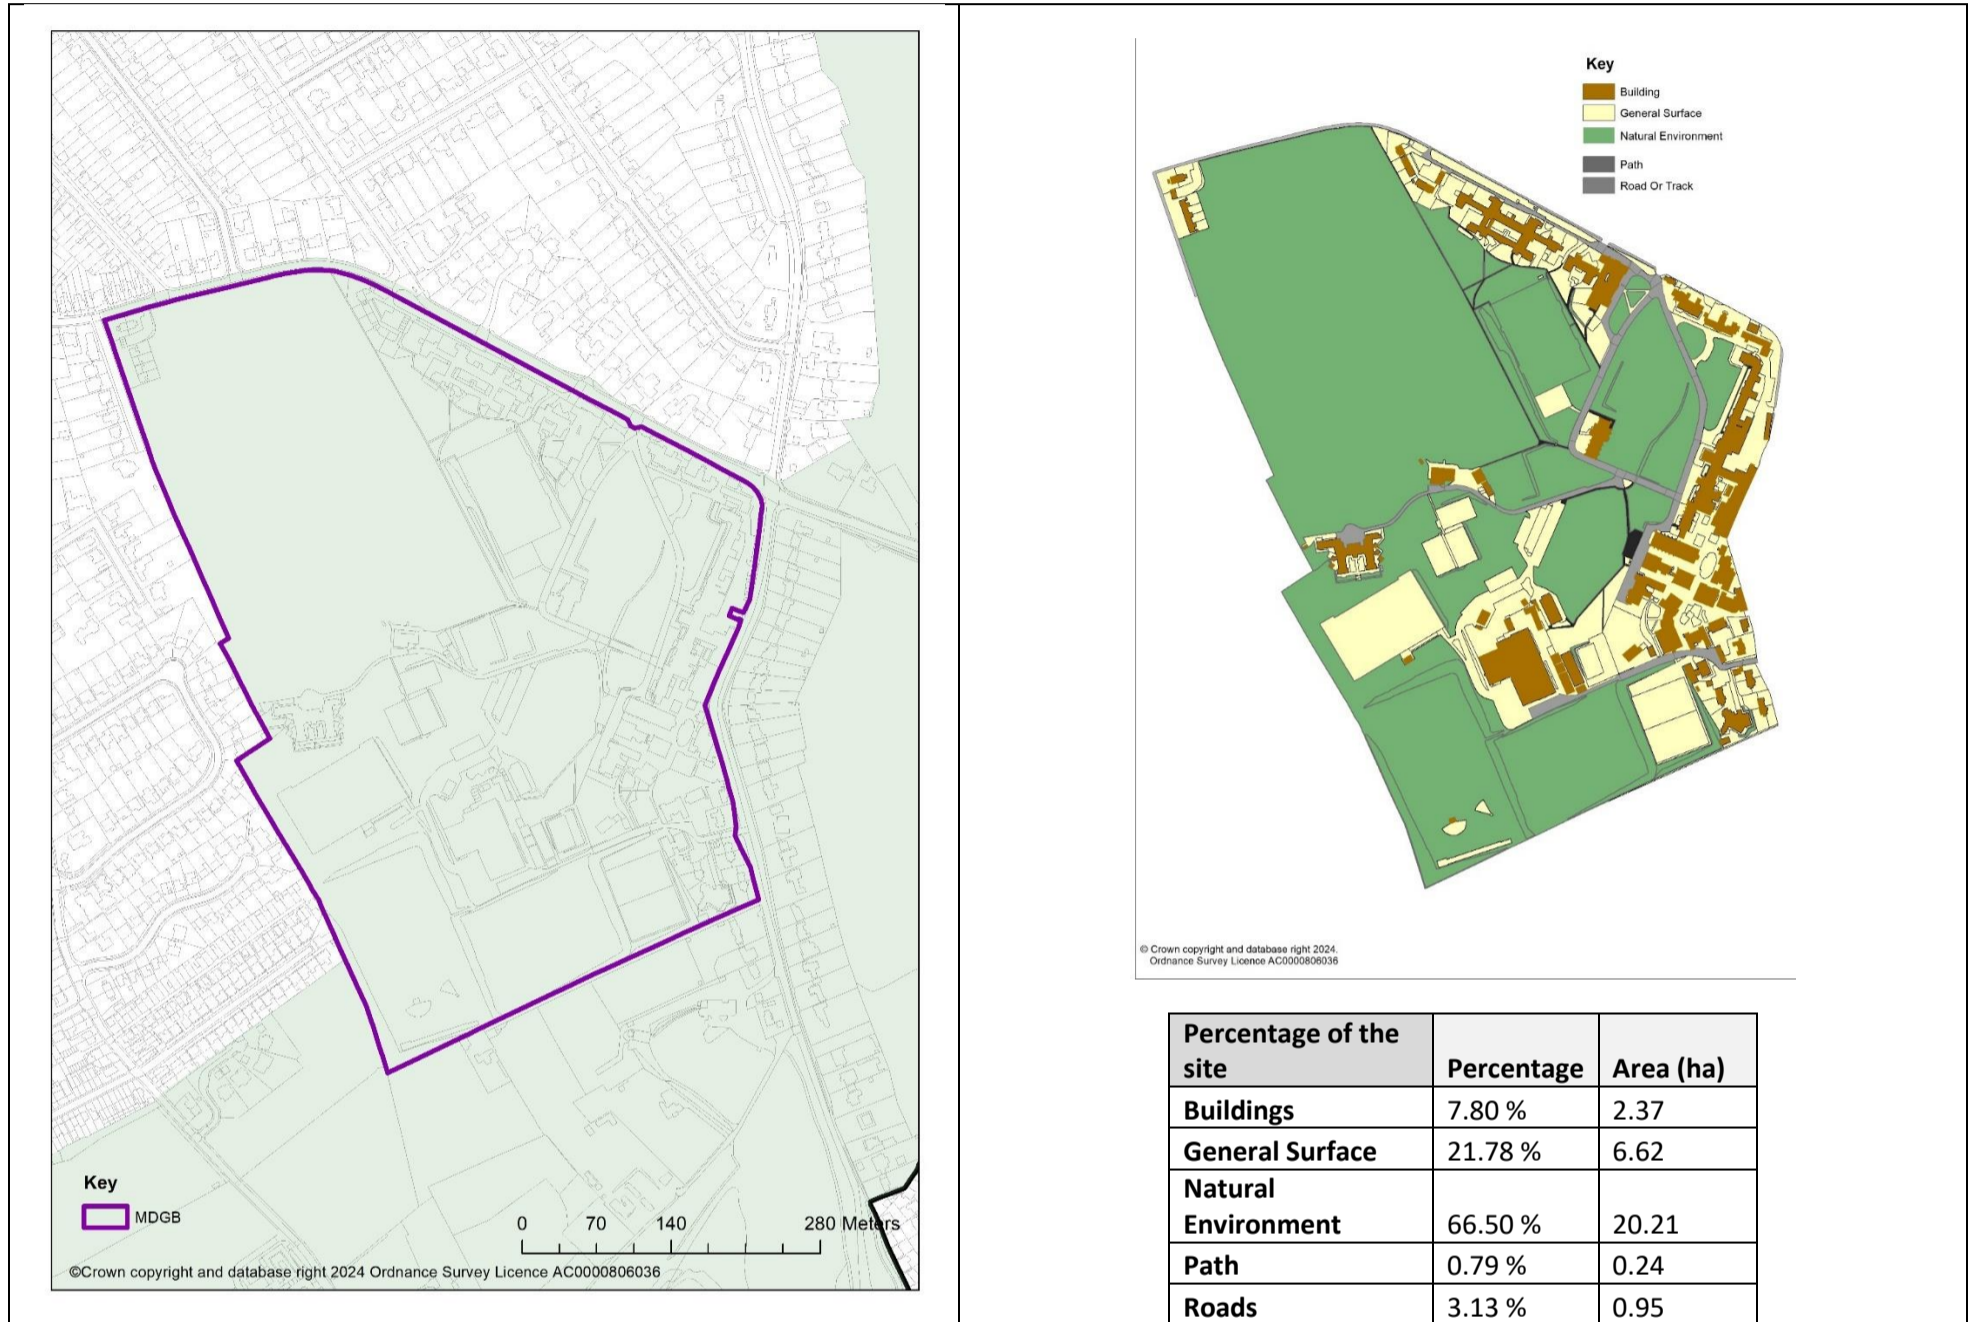 Key
MDGB
0 70 140 280 Meters
©Crown copyright and database right 2024 Ordnance Survey Licence AC0000806036
Key
Building
General Surface
Natural Environment
Path
Road Or Track
© Crown copyright and database right 2024.
Ordnance Survey Licence AC0000806036
Percentage of the
site Percentage Area (ha)
Buildings 7.80 % 2.37
General Surface 21.78 % 6.62
Natural
Environment 66.50 % 20.21
Path 0.79 % 0.24
Roads 3.13 % 0.95